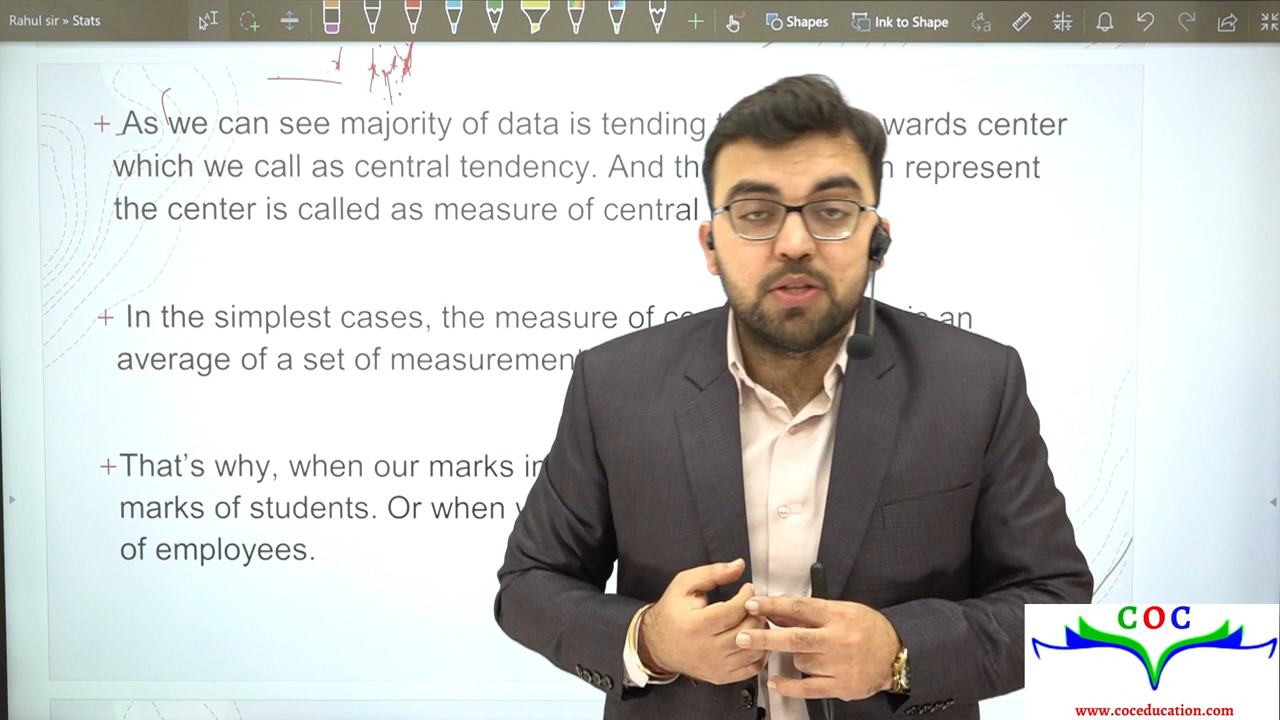 Rahul sir » Stats
Shapes
Ink to Shape
+ As we can see majority of data is tending wards center
which we call as central tendency. And represent
the center is called as measure of central
+ In the simplest cases, the measure of an
average of a set of
+ That's why, when our marks
marks of students. Or when
of employees.
COC
www.coceducation.com